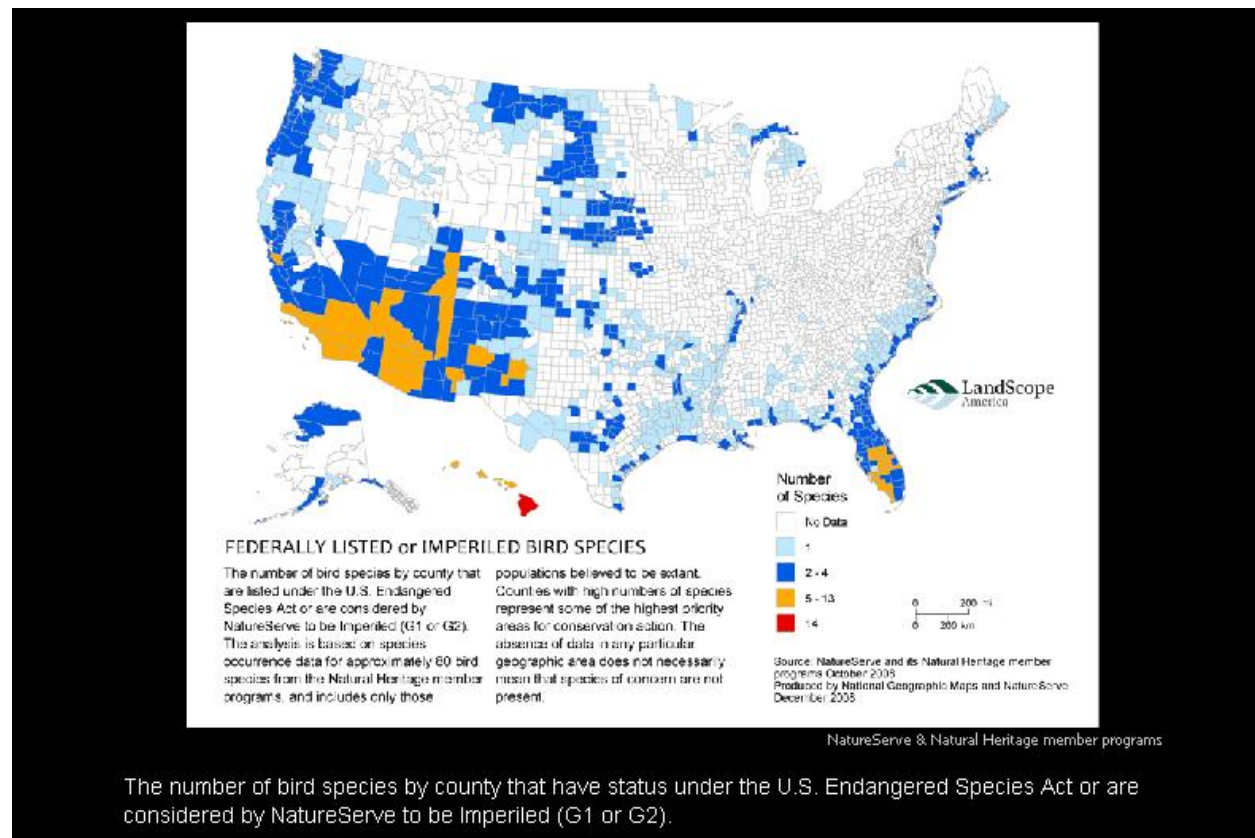 LandScope
America
Number
of Species
No Data
1
2 - 4
5 - 13
14
0 200 mi
0 200 km
FEDERALLY LISTED or IMPERILED BIRD SPECIES
The number of bird species by county that
are listed under the U.S. Endangered
Species Act or are considered by
NatureServe to be Imperiled (G1 or G2).
The analysis is based on species
occurrence data for approximately 60 bird
species from the Natural Heritage member
programs, and includes only those
populations believed to be extant.
Counties with high numbers of species
represent some of the highest priority
areas for conservation action. The
absence of data in any particular
geographic area does not necessarily
mean that species of concern are not
present.
Source: NatureServe and its Natural Heritage member
programs October 2008
Produced by National Geographic Maps and NatureServe
December 2008
NatureServe & Natural Heritage member programs
The number of bird species by county that have status under the U.S. Endangered Species Act or are
considered by NatureServe to be Imperiled (G1 or G2).